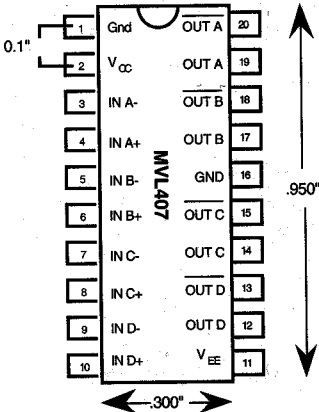 1 Gnd OUT A 20
0.1"
2 VCC OUT A 19
3 IN A- OUT B 18
4 IN A+ OUT B 17
5 IN B- GND 16
MVL407
.950"
6 IN B+ OUT C 15
7 IN C- OUT C 14
8 IN C+ OUT D 13
9 IN D- OUT D 12
10 IN D+ VEE 11
.300"